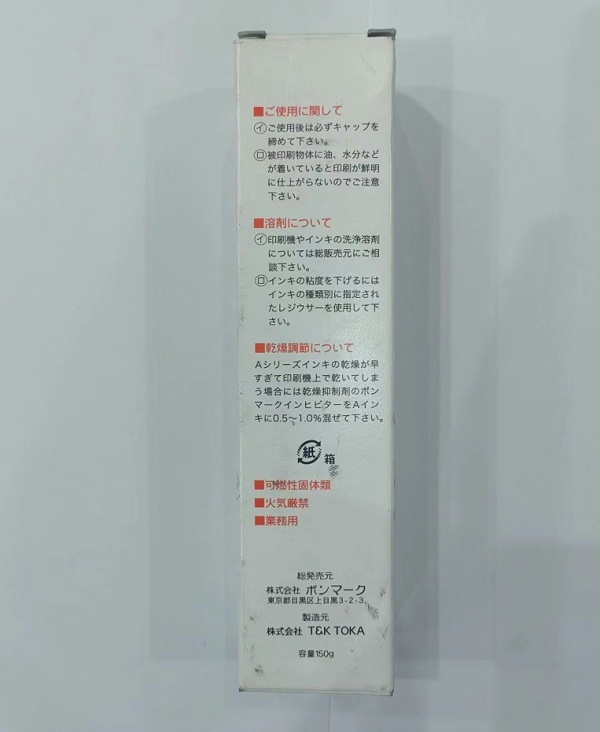 ■ご使用に関して
㋑ご使用後は必ずキャップを
締めて下さい。
㋺被印刷物体に油、水分など
が着いていると印刷が鮮明
に仕上がらないのでご注意
下さい。
■溶剤について
㋑印刷機やインキの洗浄溶剤
については総販売元にご相
談下さい。
㋺インキの粘度を下げるには
インキの種類別に指定され
たレジウサーを使用して下
さい。
■乾燥調節について
Aシリーズインキの乾燥が早
すぎて印刷機上で乾いてしま
う場合には乾燥抑制剤のボン
マークインヒビターをAイン
キに0.5〜1.0%混ぜて下さい。
紙 箱
■可燃性固体類
■火気厳禁
■業務用
総発売元
株式会社 ボンマーク
東京都目黒区上目黒3-2-3
製造元
株式会社 T&K TOKA
容量150g